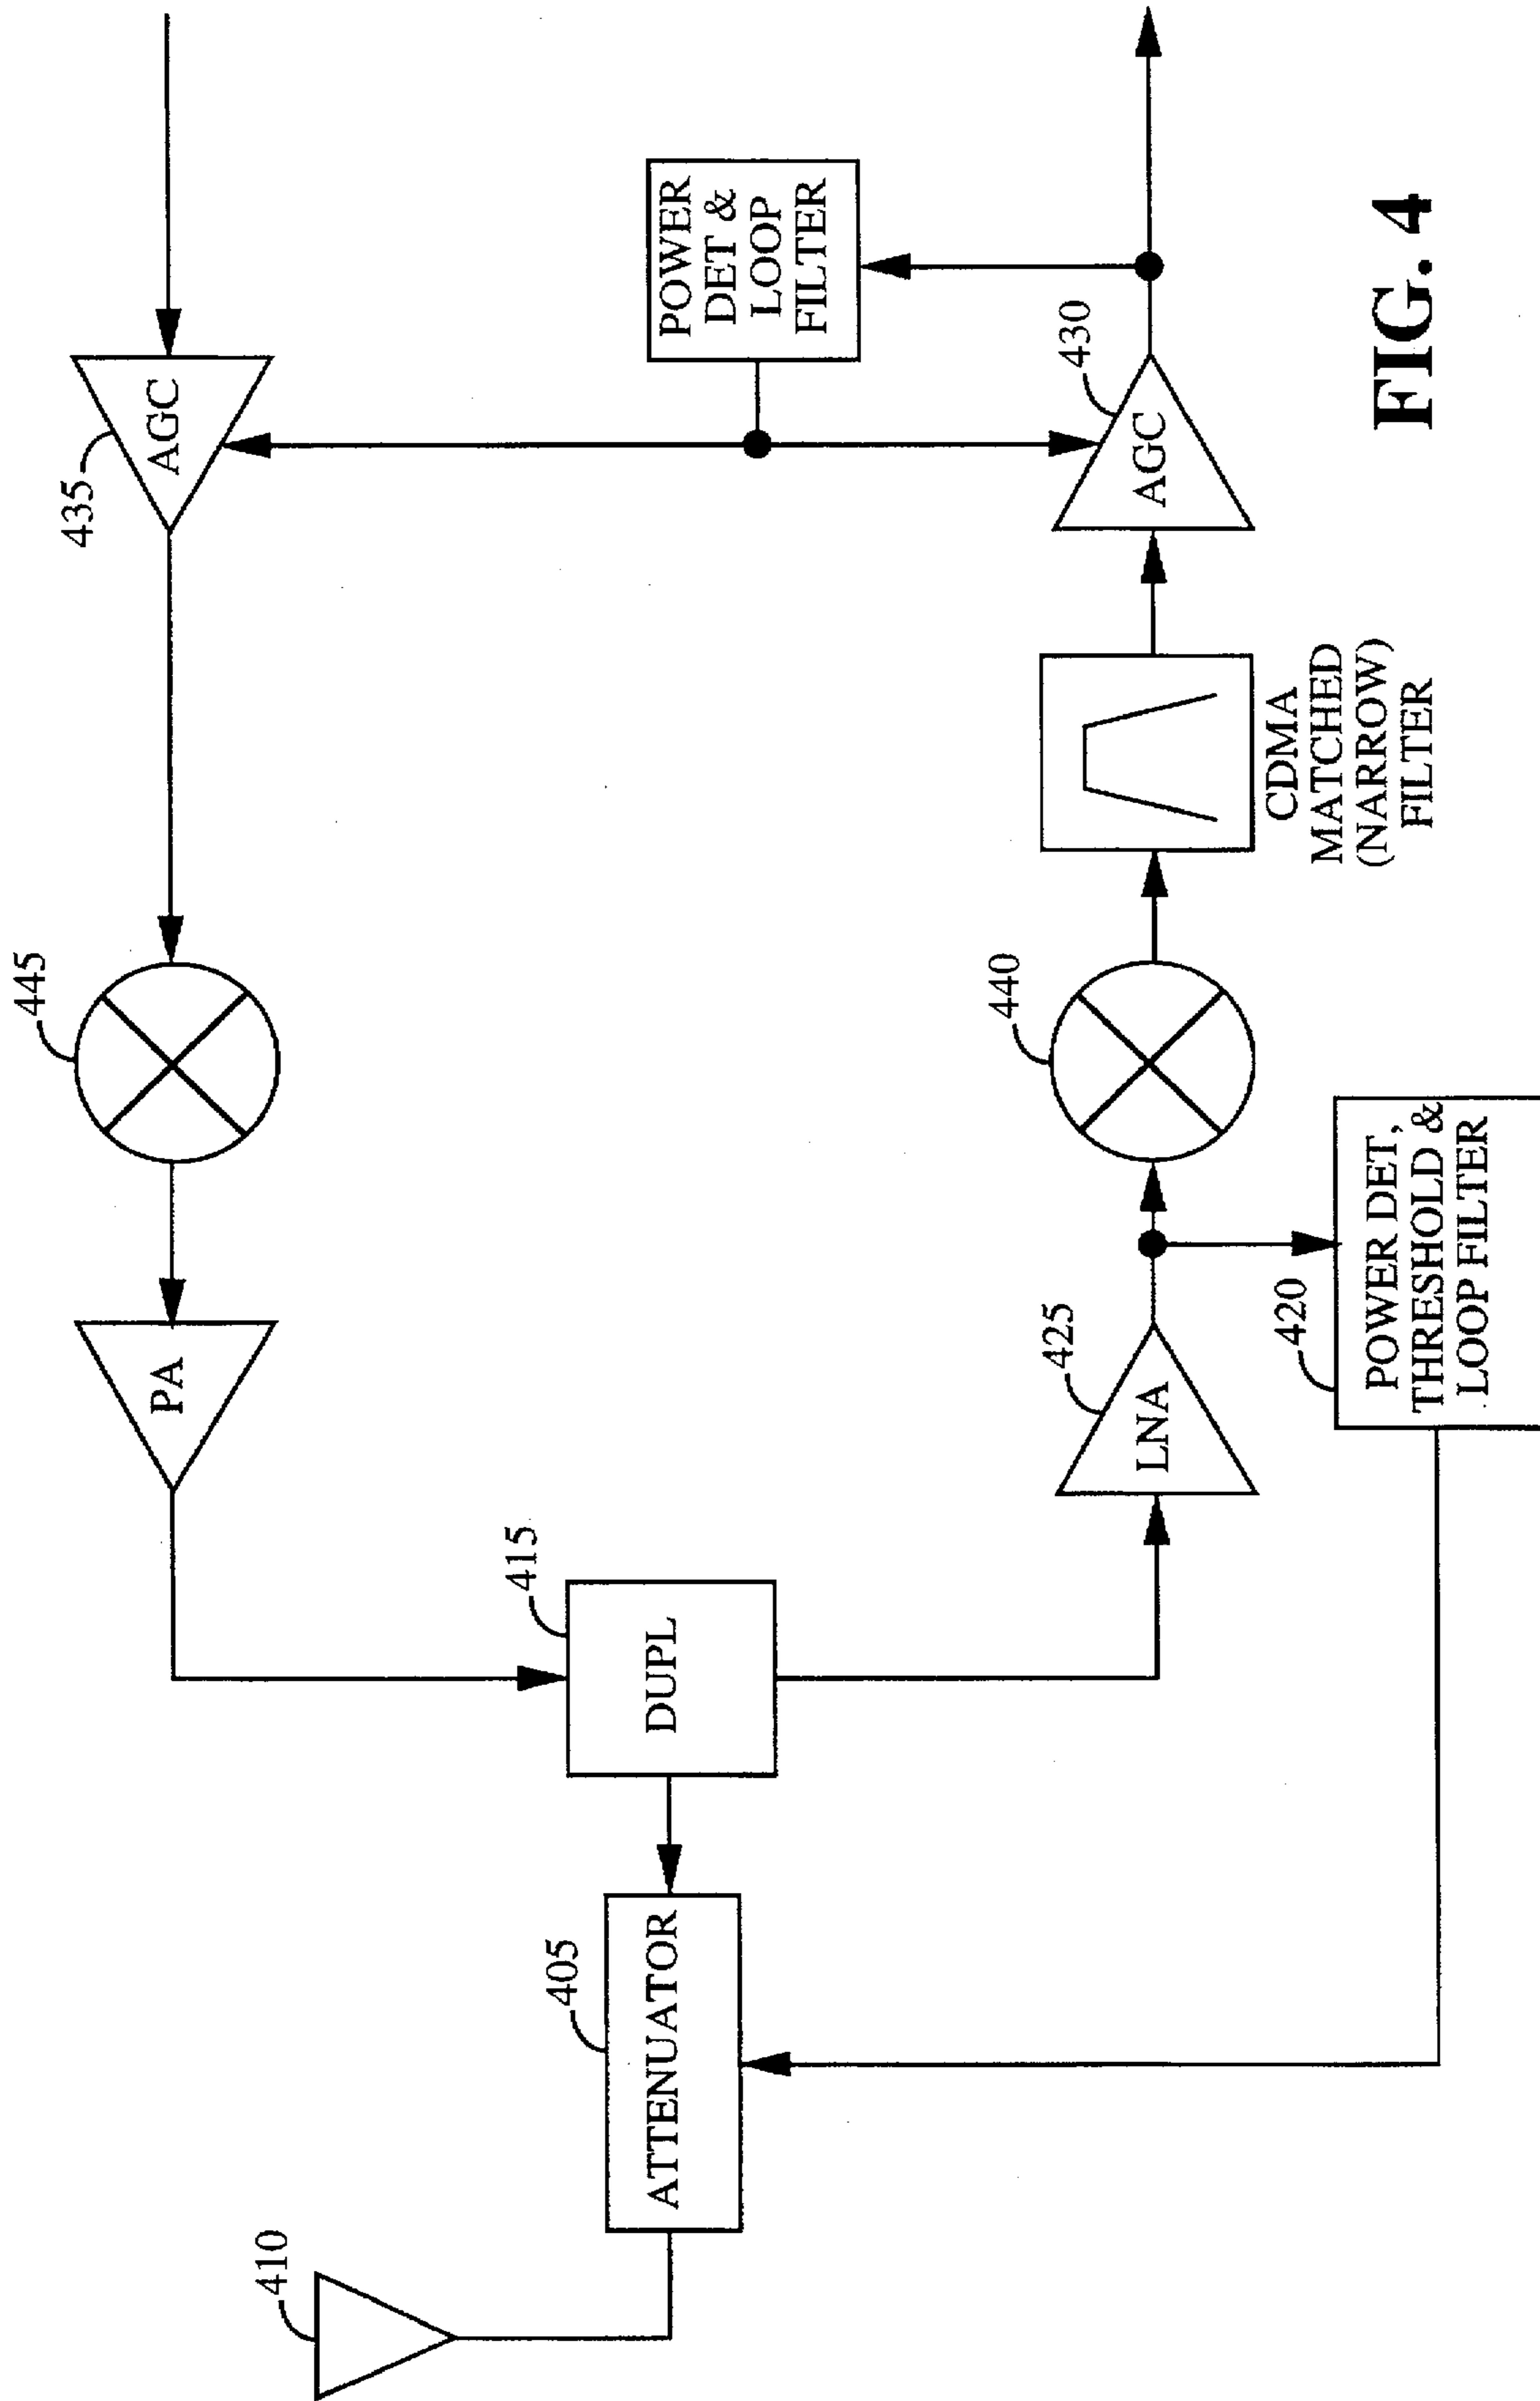 410
405
ATTENUATOR
415
DUPL
PA
445
435
AGC
POWER
DET &
LOOP
FILTER
425
LNA
420
POWER DET,
THRESHOLD &
LOOP FILTER
440
CDMA
MATCHED
(NARROW)
FILTER
430
AGC
FIG. 4